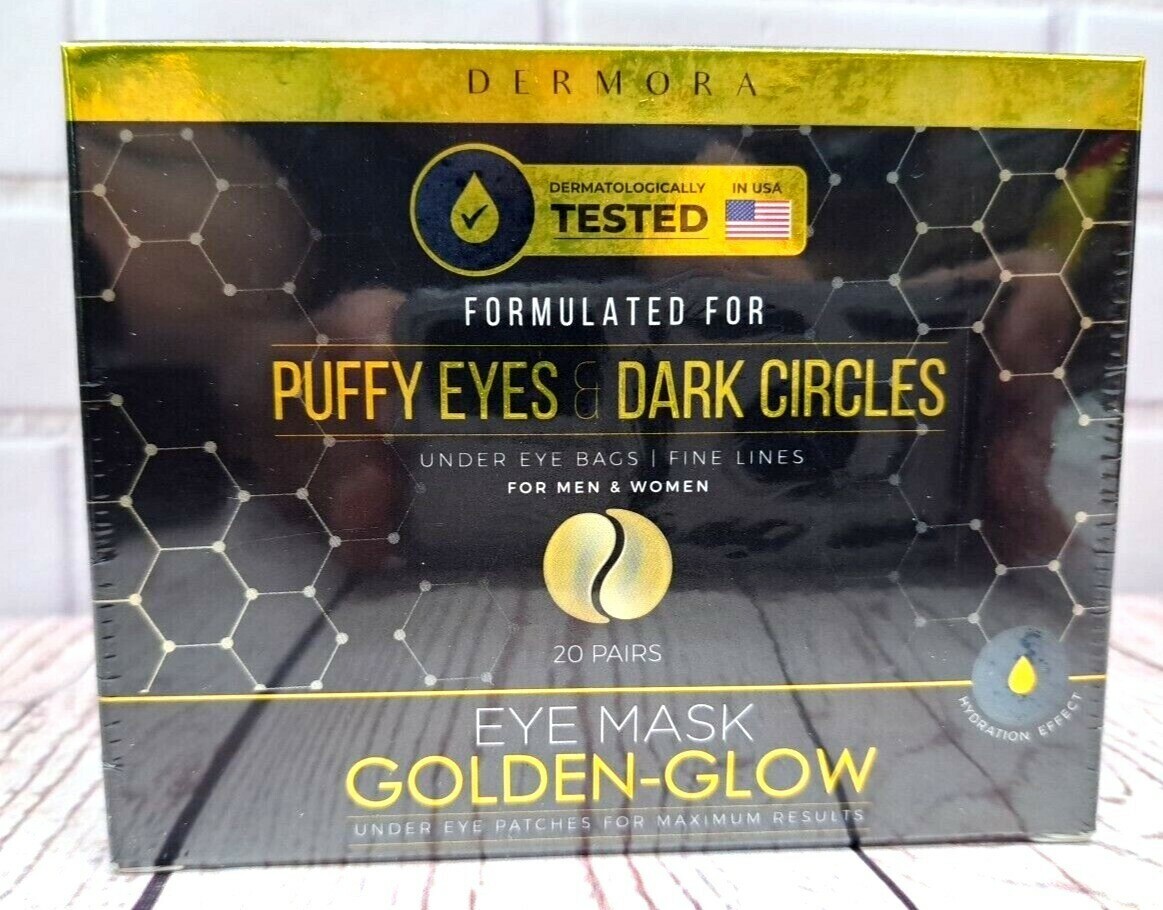 DERMORA
DERMATOLOGICALLY IN USA
TESTED
FORMULATED FOR
PUFFY EYES & DARK CIRCLES
UNDER EYE BAGS | FINE LINES
FOR MEN & WOMEN
20 PAIRS
HYDRATION EFFECT
EYE MASK
GOLDEN-GLOW
UNDER EYE PATCHES FOR MAXIMUM RESULTS